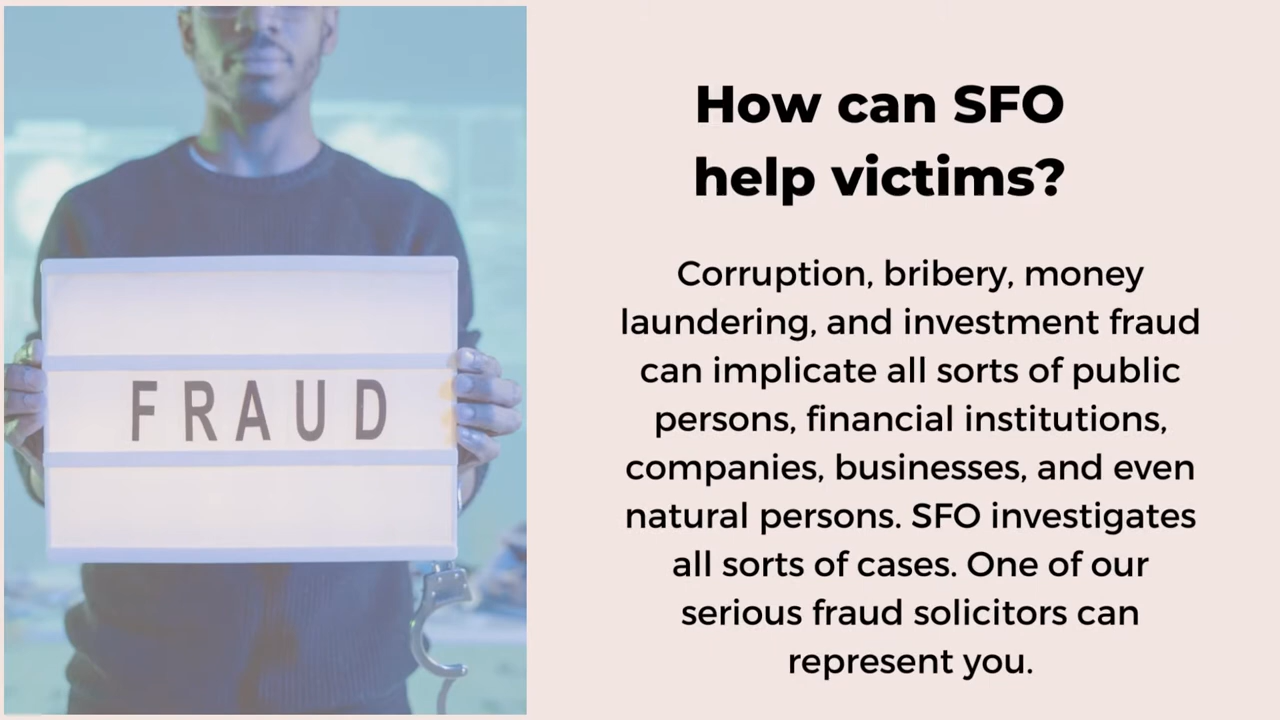 FRAUD
How can SFO
help victims?
Corruption, bribery, money
laundering, and investment fraud
can implicate all sorts of public
persons, financial institutions,
companies, businesses, and even
natural persons. SFO investigates
all sorts of cases. One of our
serious fraud solicitors can
represent you.